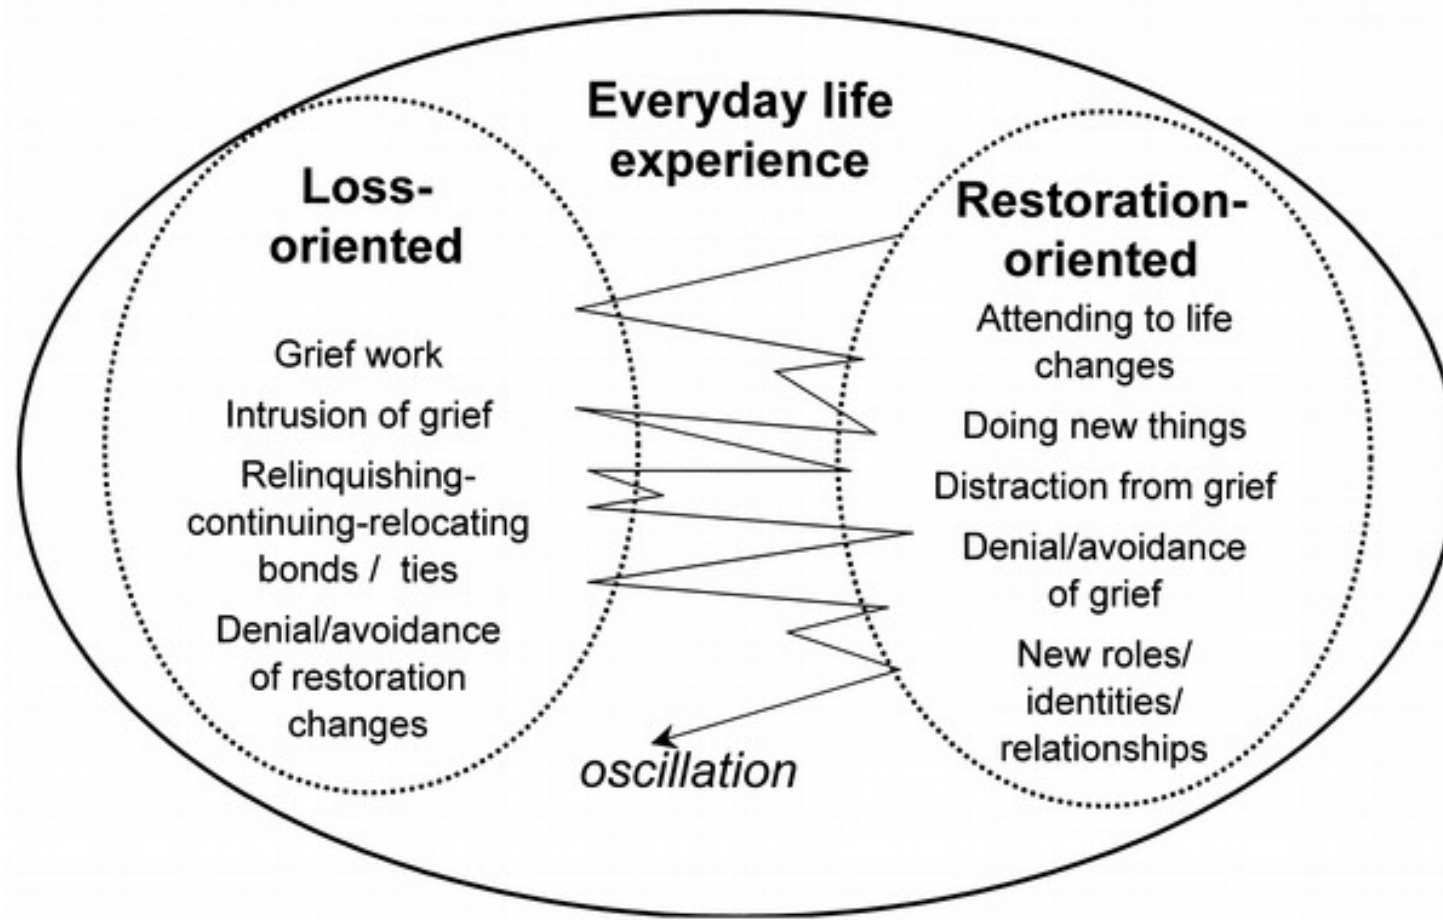 Everyday life
experience
Loss-
oriented
Grief work
Intrusion of grief
Relinquishing-
continuing-relocating
bonds / ties
Denial/avoidance
of restoration
changes
Restoration-
oriented
Attending to life
changes
Doing new things
Distraction from grief
Denial/avoidance
of grief
New roles/
identities/
relationships
oscillation